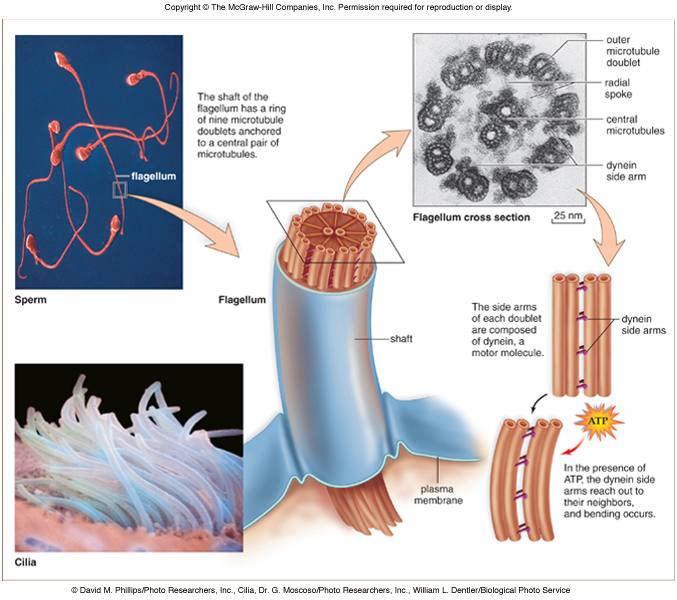 Copyright © The McGraw-Hill Companies, Inc. Permission required for reproduction or display.
The shaft of the
flagellum has a ring
of nine microtubule
doublets anchored
to a central pair of
microtubules.
flagellum
Sperm
outer
microtubule
doublet
radial
spoke
central
microtubules
dynein
side arm
Flagellum cross section
25 nm
Flagellum
shaft
The side arms
of each doublet
are composed
of dynein, a
motor molecule.
dynein
side arms
ATP
In the presence of
ATP, the dynein side
arms reach out to
their neighbors,
and bending occurs.
plasma
membrane
Cilia
© David M. Phillips/Photo Researchers, Inc., Cilia, Dr. G. Moscoso/Photo Researchers, Inc., William L. Dentler/Biological Photo Service